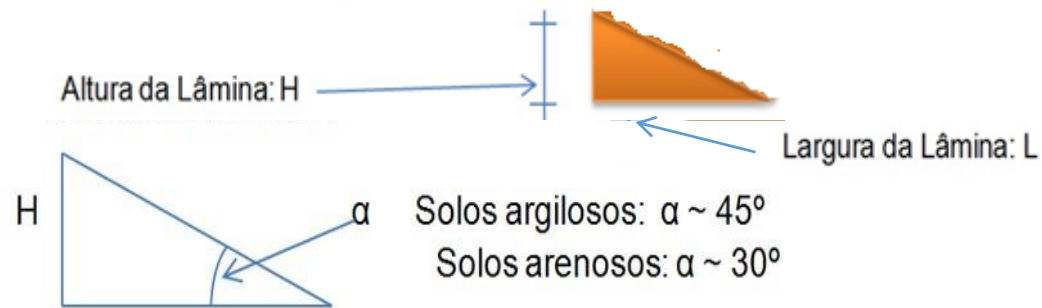 Altura da Lâmina: H
Largura da Lâmina: L
H
α
Solos argilosos: α ~ 45º
Solos arenosos: α ~ 30º